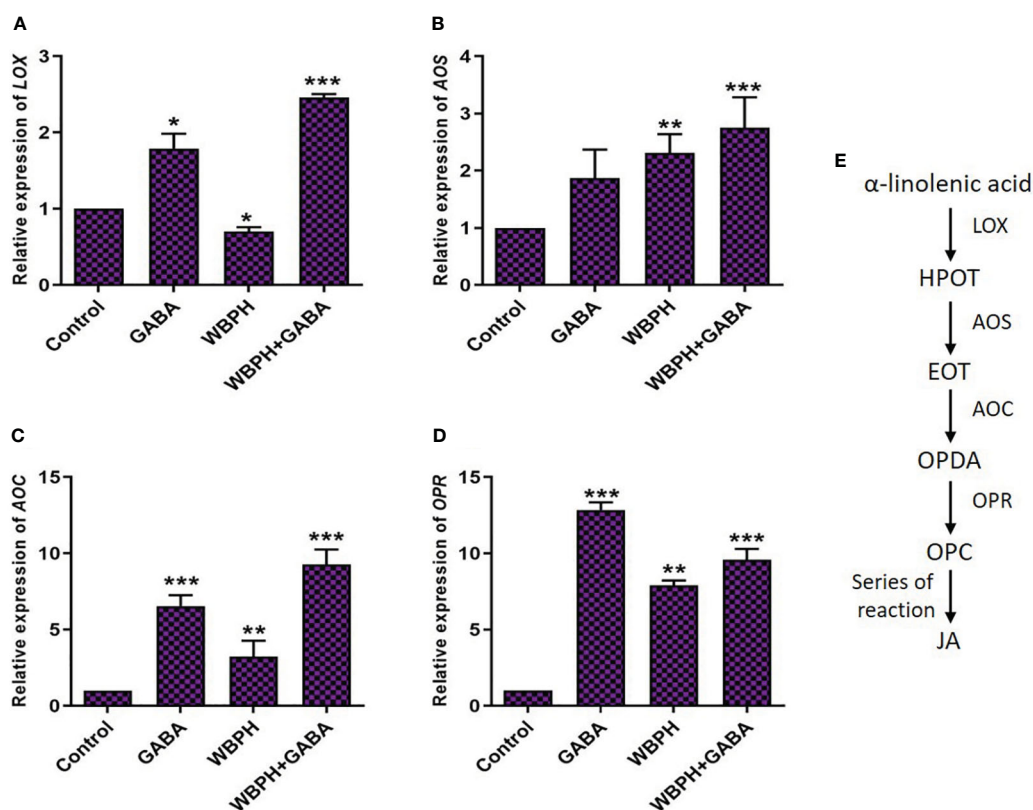 A
Relative expression of LOX
3
2
1
0
*
*
***
Control
GABA
WBPH
WBPH+GABA
B
Relative expression of AOS
4
3
2
1
0
**
***
Control
GABA
WBPH
WBPH+GABA
C
Relative expression of AOC
15
10
5
0
***
**
***
Control
GABA
WBPH
WBPH+GABA
D
Relative expression of OPR
15
10
5
0
***
**
***
Control
GABA
WBPH
WBPH+GABA
E
α-linolenic acid
LOX
HPOT
AOS
EOT
AOC
OPDA
OPR
OPC
Series of
reaction
JA